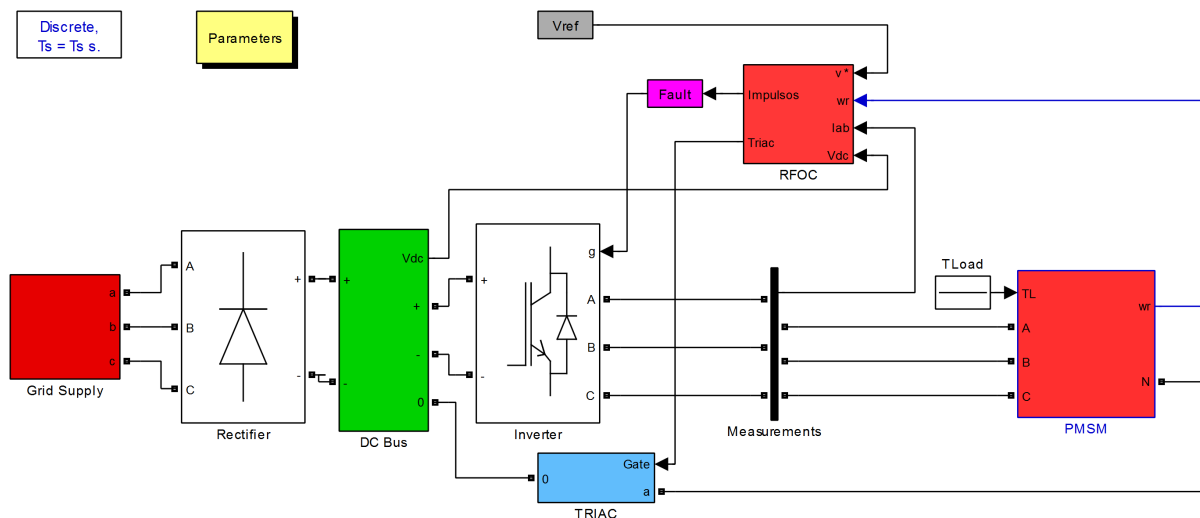 Discrete,
Ts = Ts s.
Parameters
Vref
Fault
Impulsos
Triac
v *
wr
Iab
Vdc
RFOC
a
b
c
Grid Supply
A
B
C
+
-
Rectifier
+
-
Vdc
+
-
0
DC Bus
+
-
g
A
B
C
Inverter
Measurements
TLoad
TL
A
B
C
wr
N
PMSM
0
Gate
a
TRIAC